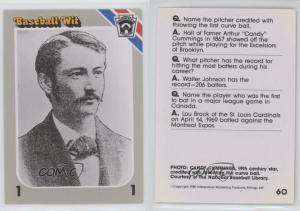 Baseball Wit
1
1
Q. Name the pitcher credited with
throwing the first curve ball.
A. Hall of Famer Arthur "Candy"
Cummings in 1867 showed off the
pitch while playing for the Excelsiors
of Brooklyn.
Q. What pitcher has the record for
hitting the most batters during his
career?
A. Walter Johnson has the
record—206 batters.
Q. Name the player who was the first
to bat in a major league game in
Canada.
A. Lou Brock of the St. Louis Cardinals
on April 14, 1969 batted against the
Montreal Expos.
PHOTO: CANDY CUMMINGS, 19th century star,
credited with inventing the curve ball.
Courtesy of The National Baseball Library.
60